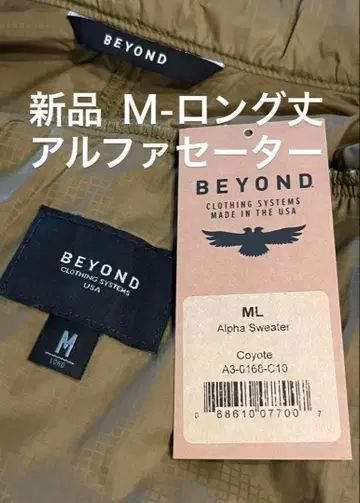 BEYOND
新品 M-ロング丈
アルファセーター
BEYOND
CLOTHING SYSTEMS
MADE IN THE USA
ML
Alpha Sweater
Coyote
A3-0168-C10
8 88610 07700 7
BEYOND
CLOTHING SYSTEMS
USA
M
LONG